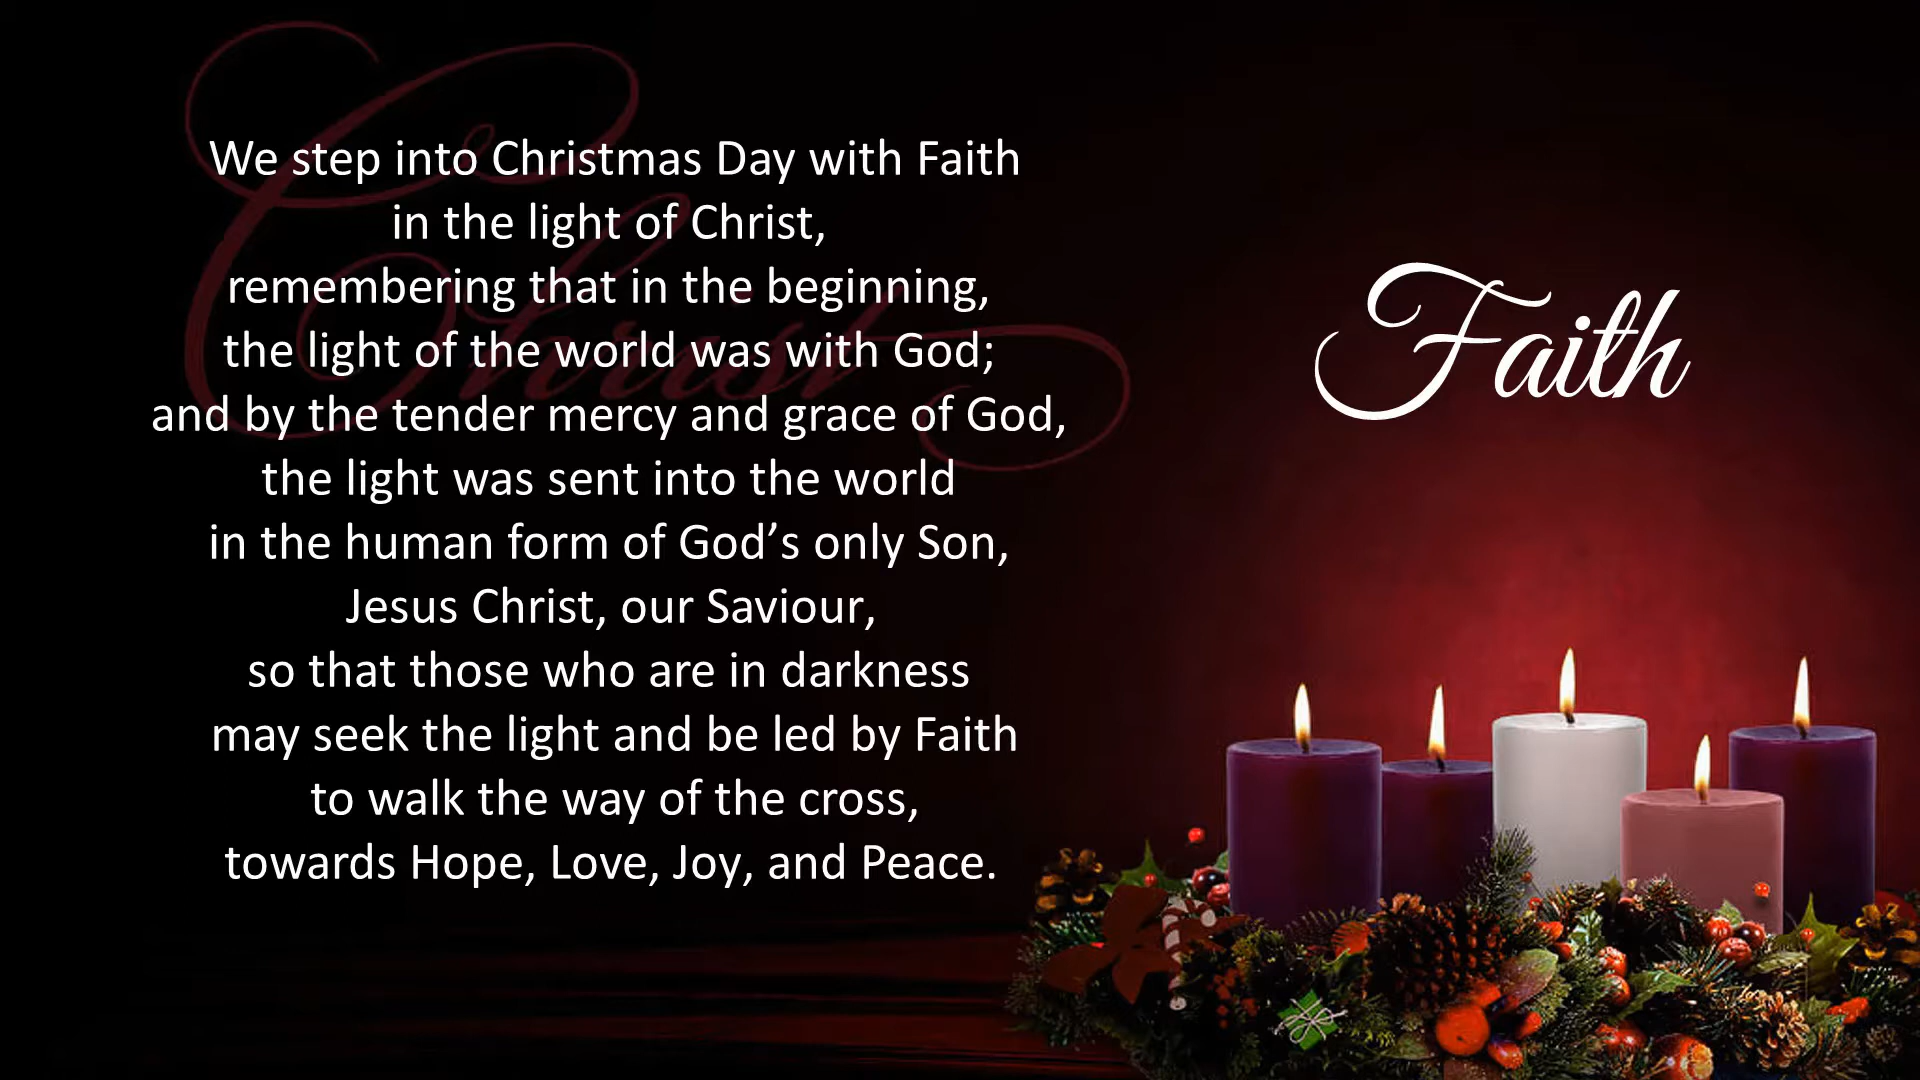 Christ
We step into Christmas Day with Faith
in the light of Christ,
remembering that in the beginning,
the light of the world was with God;
and by the tender mercy and grace of God,
the light was sent into the world
in the human form of God’s only Son,
Jesus Christ, our Saviour,
so that those who are in darkness
may seek the light and be led by Faith
to walk the way of the cross,
towards Hope, Love, Joy, and Peace.
Faith